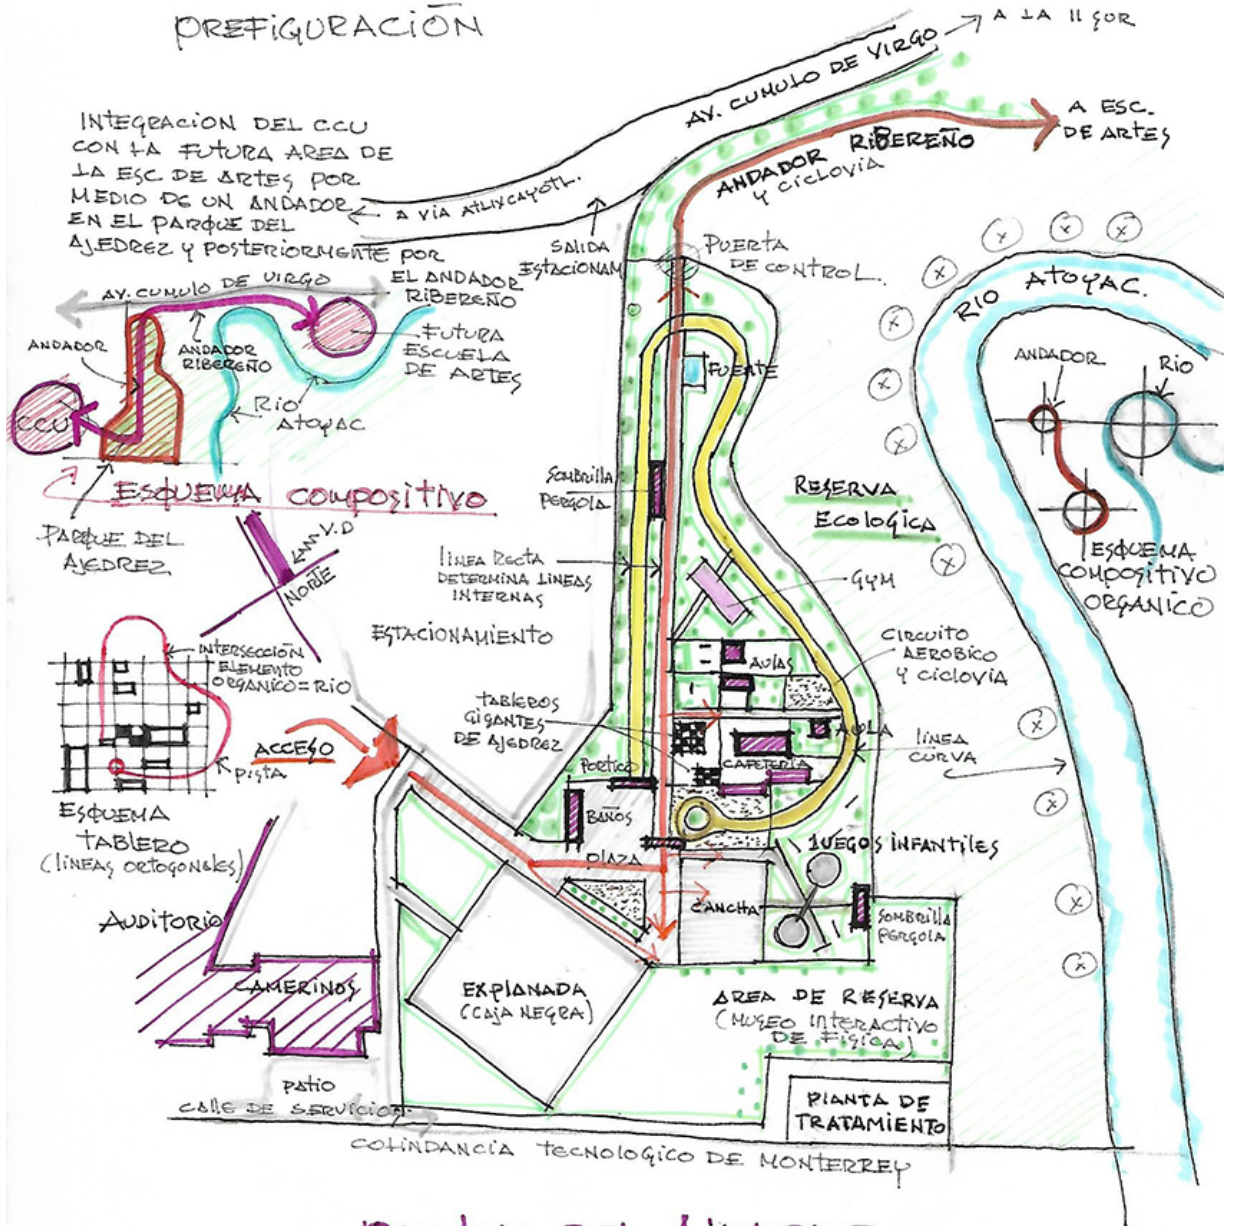 PREFIGURACIÓN
A LA 11 SUR
AV. CUMULO DE VIRGO
A ESC.
DE ARTES
ANDADOR RIBEREÑO
Y CICLOVIA
INTEGRACION DEL CCU
CON LA FUTURA AREA DE
LA ESC. DE ARTES POR
MEDIO DE UN ANDADOR
EN EL PARQUE DEL
AJEDREZ Y POSTERIORMENTE POR
EL ANDADOR
RIBEREÑO
A VIA ATLIXCAYOTL.
SALIDA
ESTACIONAM
PUERTA
DE CONTROL.
AV. CUMULO DE VIRGO
ANDADOR
ANDADOR
RIBEREÑO
FUTURA
ESCUELA
DE ARTES
RIO
ATOYAC
CCU
ESQUEMA COMPOSITIVO
PARQUE DEL
AJEDREZ
V.D
NORTE
RIO ATOYAC.
ANDADOR
RIO
ESQUEMA
COMPOSITIVO
ORGANICO
FUENTE
SOMBRILLA
PERGOLA
RESERVA
ECOLOGICA
LINEA RECTA
DETERMINA LINEAS
INTERNAS
GYM
ESTACIONAMIENTO
CIRCUITO
AEROBICO
Y CICLOVIA
AULAS
INTERSECCIÓN
ELEMENTO
ORGANICO = RIO
PISTA
ESQUEMA
TABLERO
(LINEAS ORTOGONALES)
ACCESO
TABLEROS
GIGANTES
DE AJEDREZ
AULA
LINEA
CURVA
CAFETERIA
PORTICO
BAÑOS
PLAZA
JUEGOS INFANTILES
CANCHA
SOMBRILLA
PERGOLA
AUDITORIO
CAMERINOS
EXPLANADA
(CAJA NEGRA)
AREA DE RESERVA
(MUSEO INTERACTIVO
DE FISICA)
PATIO
CALLE DE SERVICIO
PLANTA DE
TRATAMIENTO
COLINDANCIA TECNOLOGICO DE MONTERREY